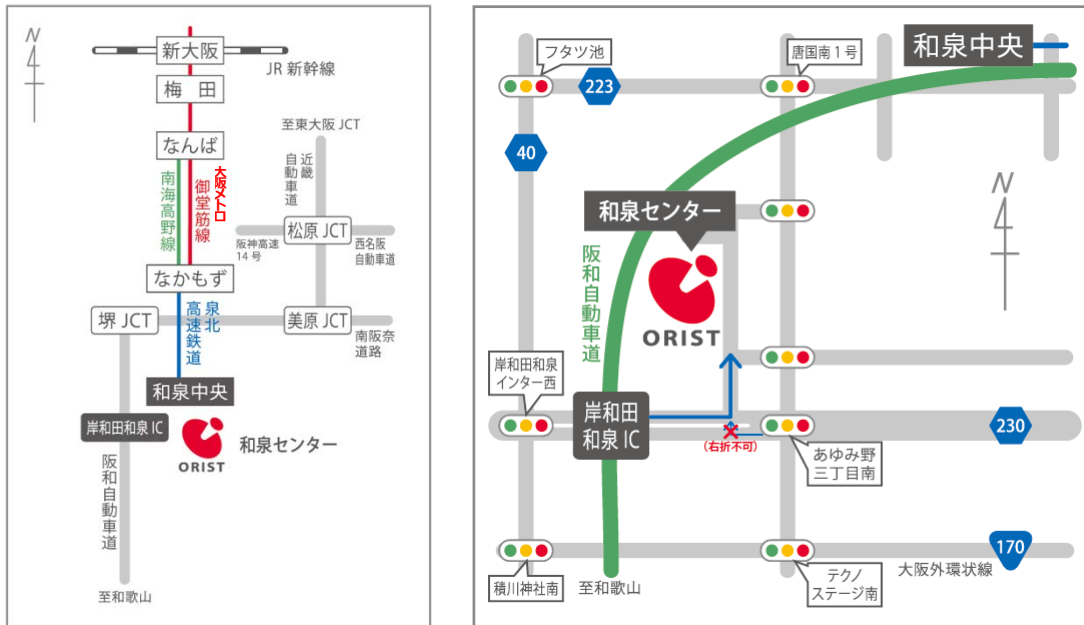 N
新大阪
JR 新幹線
梅　田
至東大阪 JCT
なんば
近畿
自動車道
南海高野線
御堂筋線
大阪メトロ
松原 JCT
阪神高速
14 号
西名阪
自動車道
なかもず
堺 JCT
泉北
高速鉄道
美原 JCT
南阪奈
道路
和泉中央
岸和田和泉 IC
ORIST
和泉センター
阪和自動車道
至和歌山
フタツ池
唐国南 1 号
和泉中央
223
40
N
和泉センター
阪和自動車道
ORIST
岸和田和泉
インター西
岸和田
和泉 IC
230
(右折不可)
あゆみ野
三丁目南
170
大阪外環状線
積川神社南
至和歌山
テクノ
ステージ南